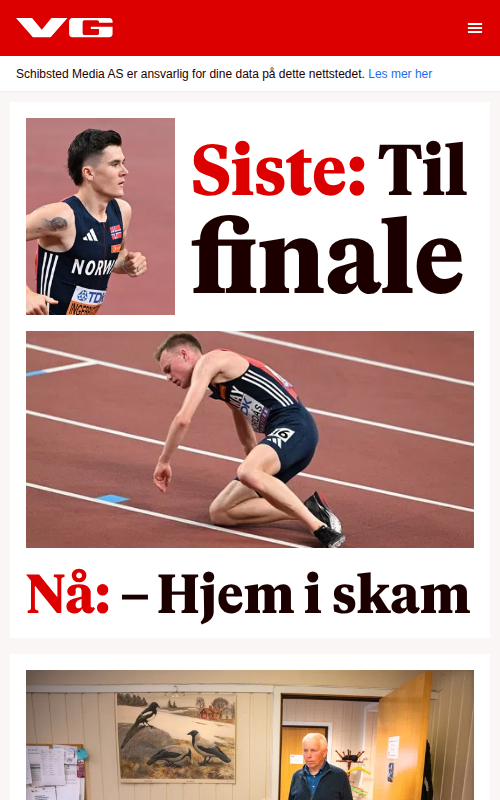 VG
Schibsted Media AS er ansvarlig for dine data på dette nettstedet. Les mer her
Siste: Til
finale
NORW
TDK
Nå: – Hjem i skam